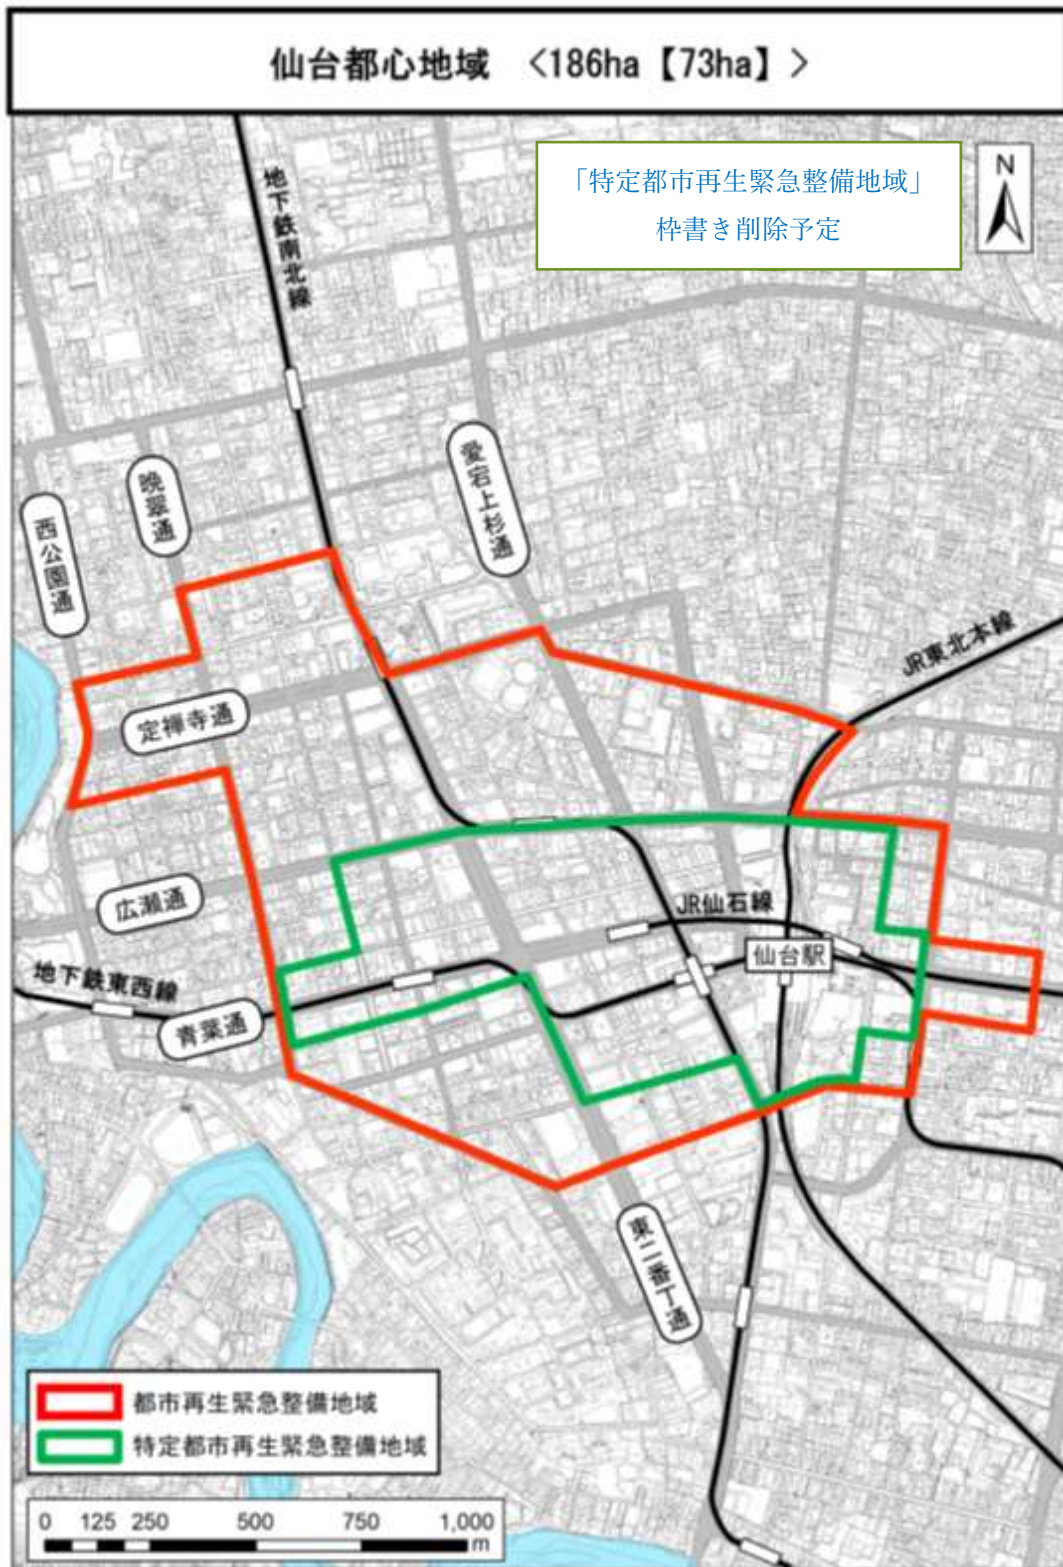 仙台都心地域 <186ha【73ha】>
「特定都市再生緊急整備地域」
枠書き削除予定
N
地下鉄南北線
愛宕上杉通
晩翠通
西公園通
JR東北本線
定禅寺通
広瀬通
JR仙石線
仙台駅
地下鉄東西線
青葉通
東二番丁通
都市再生緊急整備地域
特定都市再生緊急整備地域
0 125 250 500 750 1,000
m